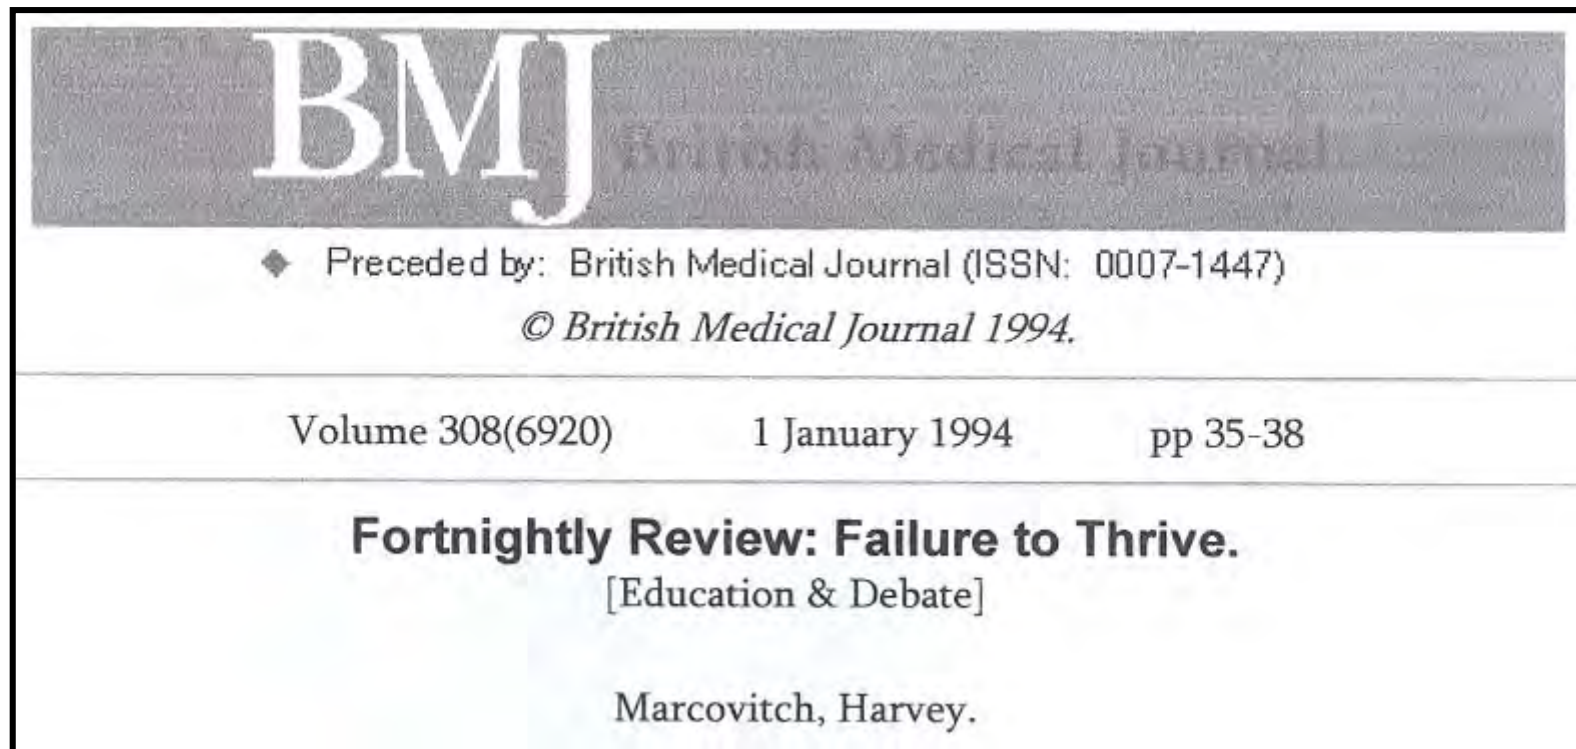 BMJ
British Medical Journal
◆ Preceded by: British Medical Journal (ISSN: 0007-1447)
© British Medical Journal 1994.
Volume 308(6920) 1 January 1994 pp 35-38
Fortnightly Review: Failure to Thrive.
[Education & Debate]
Marcovitch, Harvey.